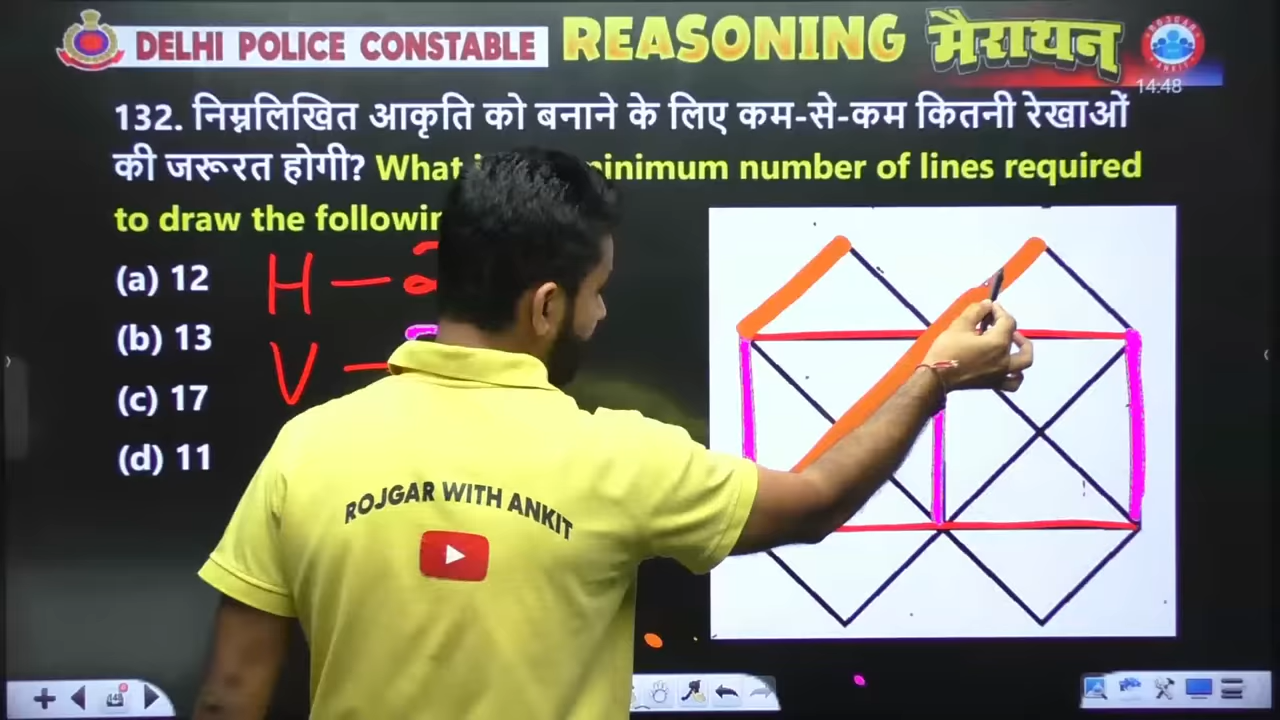 DELHI POLICE CONSTABLE REASONING मैराथन
14:48
132. निम्नलिखित आकृति को बनाने के लिए कम-से-कम कितनी रेखाओं
की जरूरत होगी? What minimum number of lines required
to draw the
(a) 12
(b) 13
(c) 17
(d) 11
H —
V —
ROJGAR WITH ANKIT